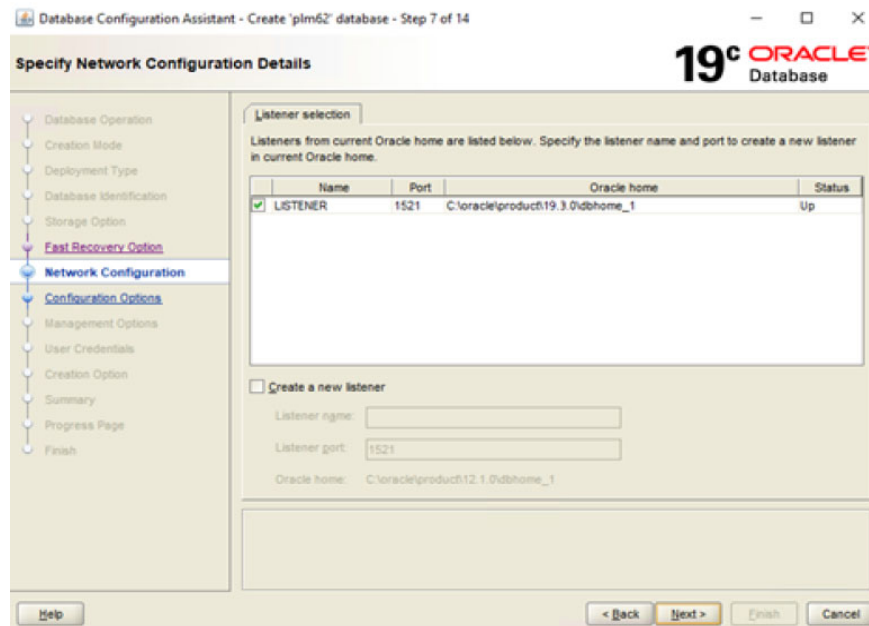 Database Configuration Assistant - Create 'plm62' database - Step 7 of 14
Specify Network Configuration Details
19c ORACLE Database
Database Operation
Creation Mode
Deployment Type
Database Identification
Storage Option
Fast Recovery Option
Network Configuration
Configuration Options
Management Options
User Credentials
Creation Option
Summary
Progress Page
Finish
Listener selection
Listeners from current Oracle home are listed below. Specify the listener name and port to create a new listener
in current Oracle home.
Name Port Oracle home Status
LISTENER 1521 C:\oracle\product\19.3.0\dbhome_1 Up
Create a new listener
Listener name:
Listener port: 1521
Oracle home: C:\oracle\product\12.1.0\dbhome_1
Help < Back Next > Finish Cancel